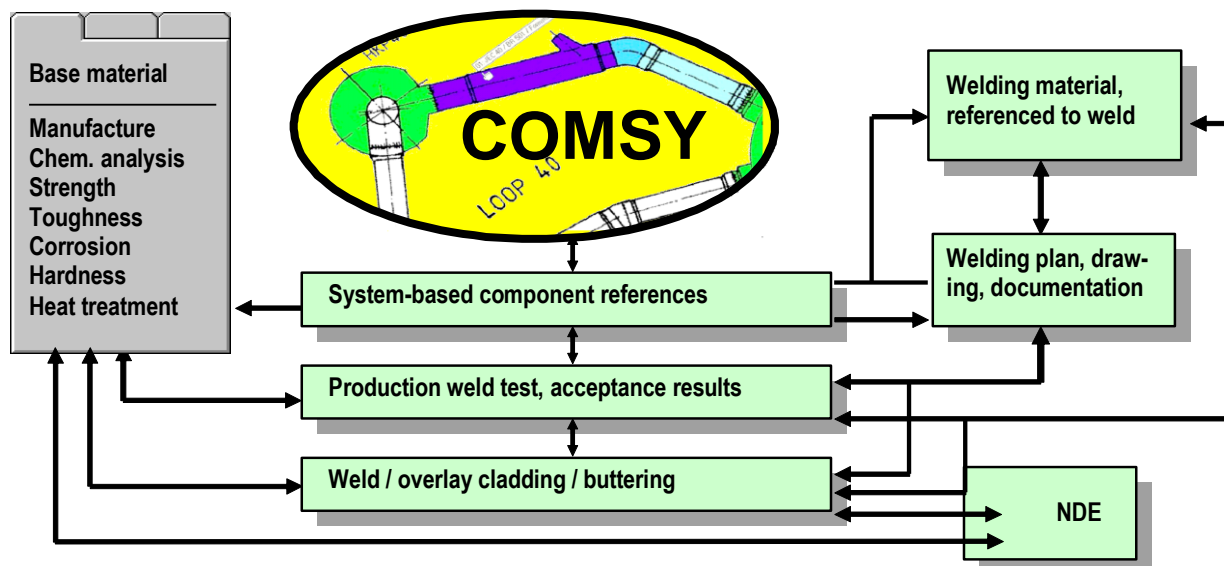 Base material
Manufacture
Chem. analysis
Strength
Toughness
Corrosion
Hardness
Heat treatment
COMSY
LOOP 40
System-based component references
Production weld test, acceptance results
Weld / overlay cladding / buttering
Welding material,
referenced to weld
Welding plan, draw-
ing, documentation
NDE